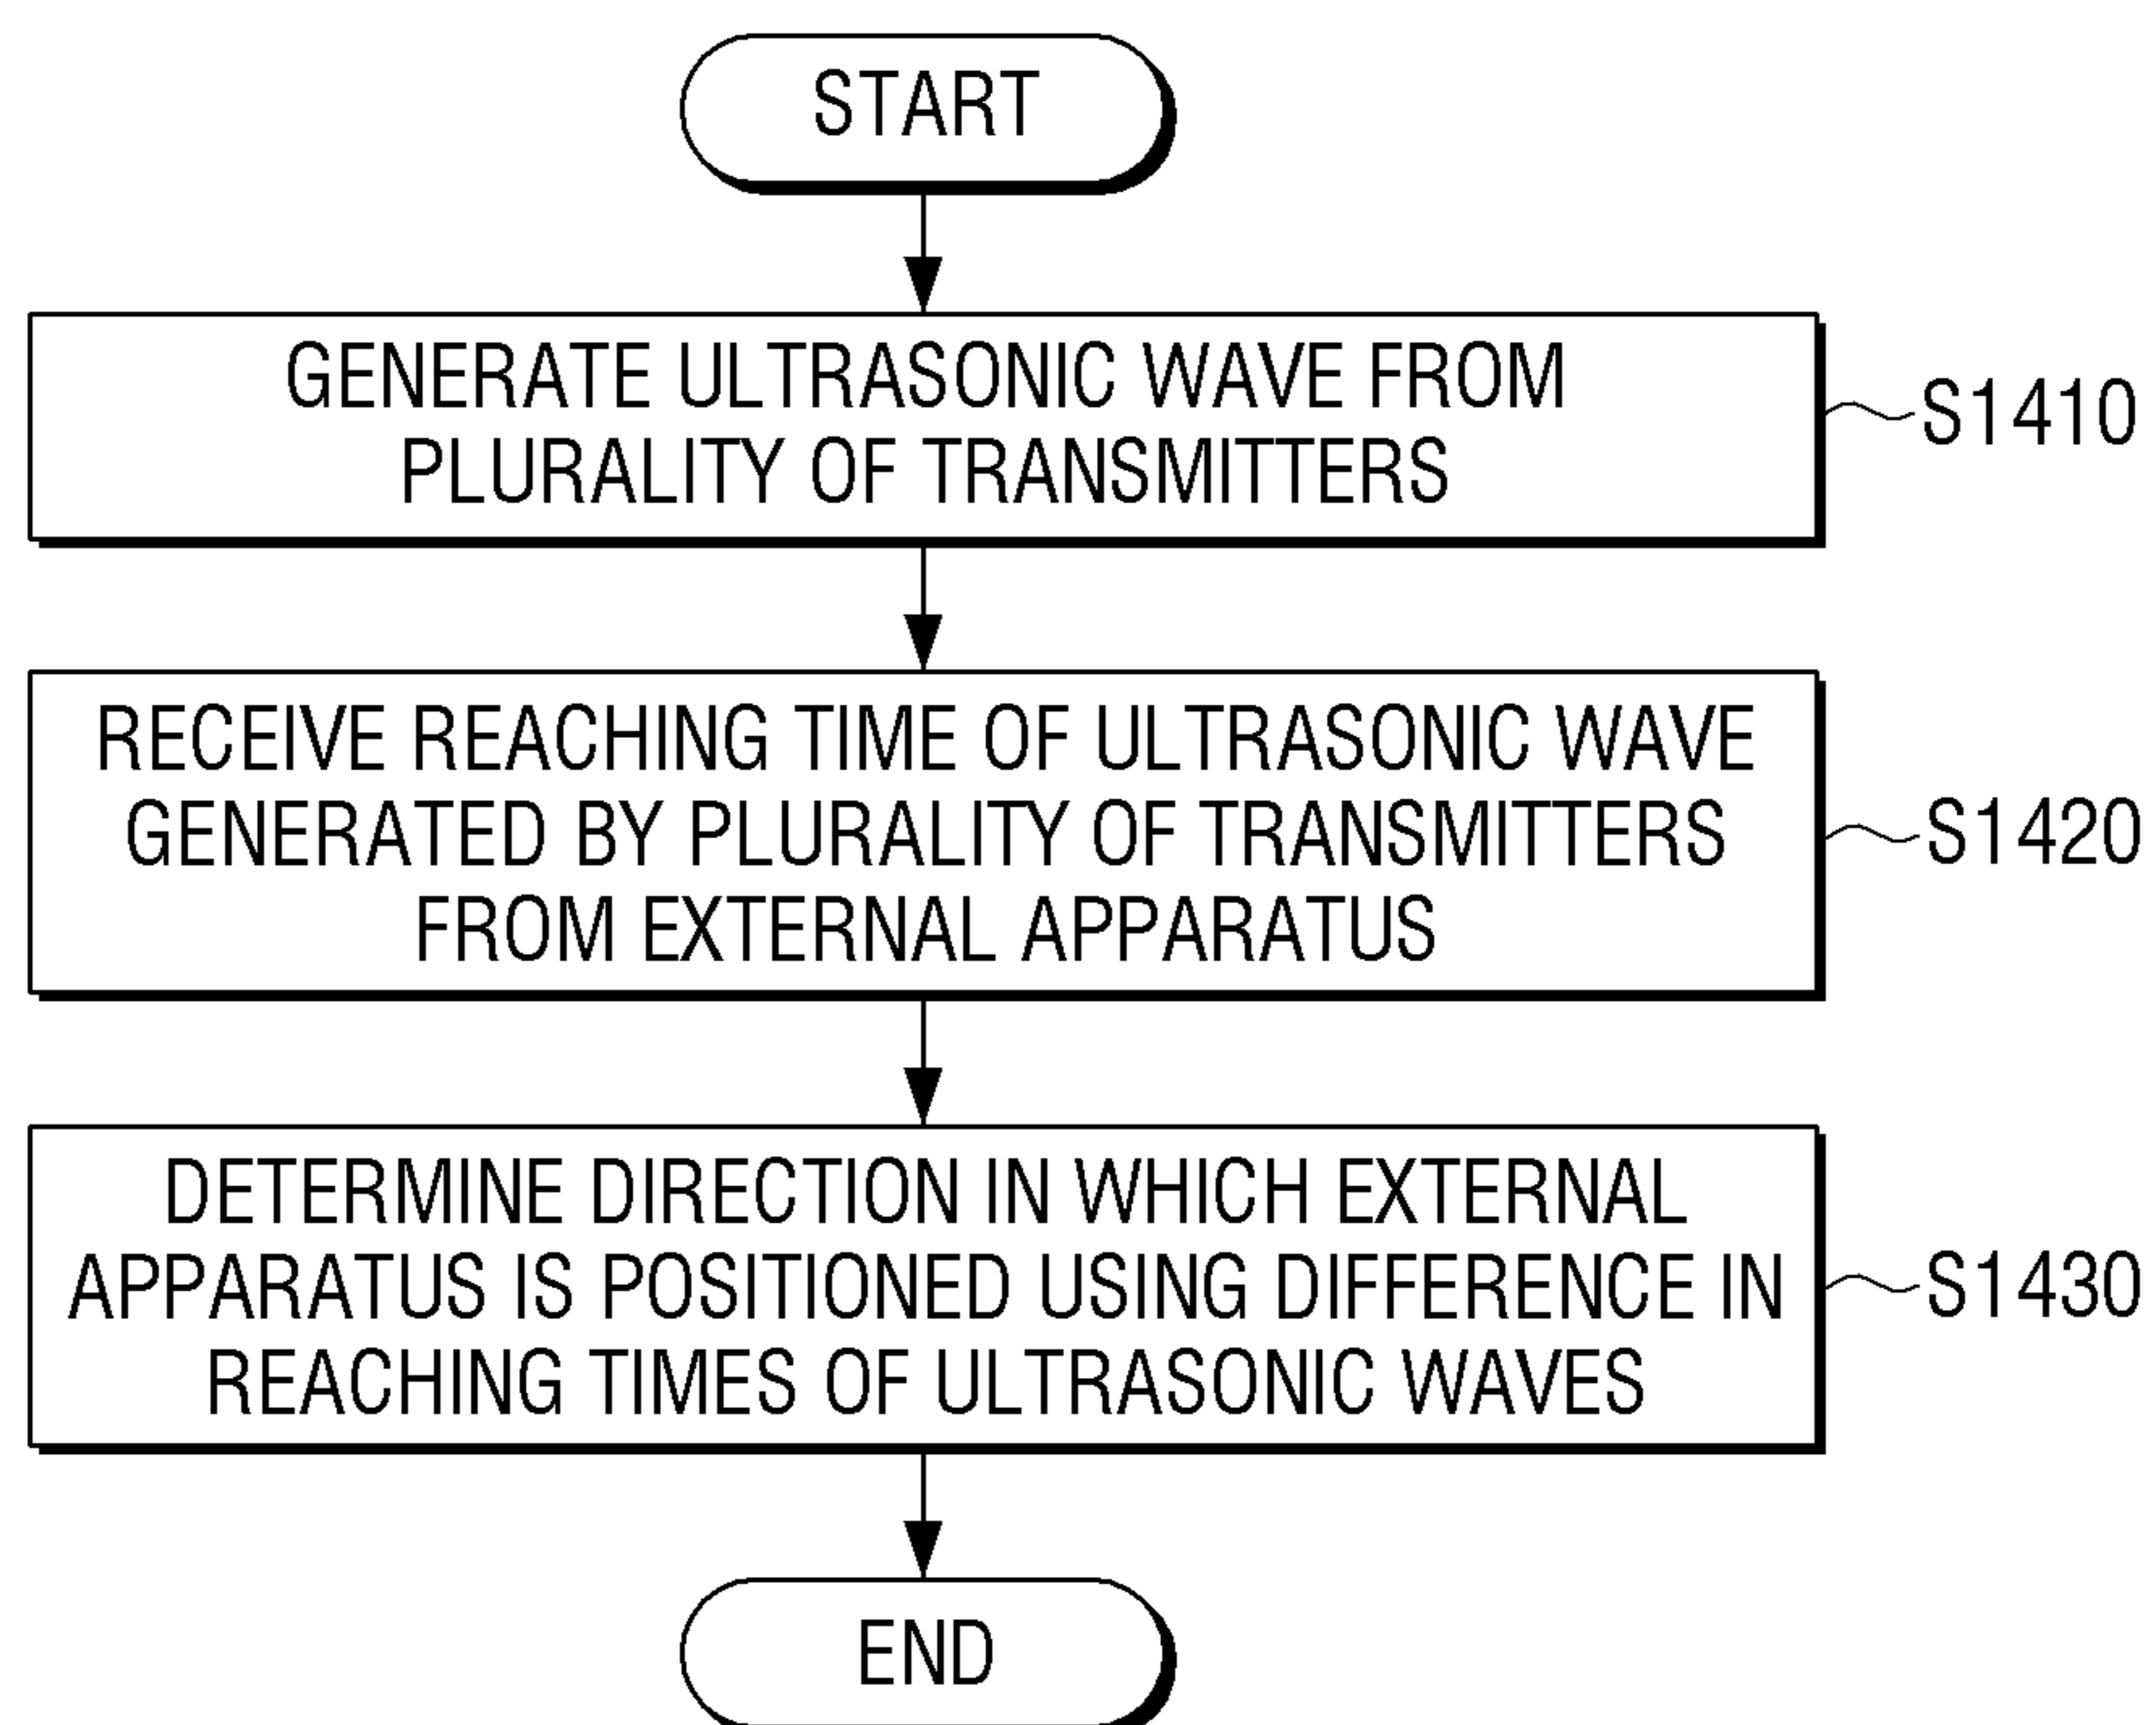 START
GENERATE ULTRASONIC WAVE FROM
PLURALITY OF TRANSMITTERS
S1410
RECEIVE REACHING TIME OF ULTRASONIC WAVE
GENERATED BY PLURALITY OF TRANSMITTERS
FROM EXTERNAL APPARATUS
S1420
DETERMINE DIRECTION IN WHICH EXTERNAL
APPARATUS IS POSITIONED USING DIFFERENCE IN
REACHING TIMES OF ULTRASONIC WAVES
S1430
END